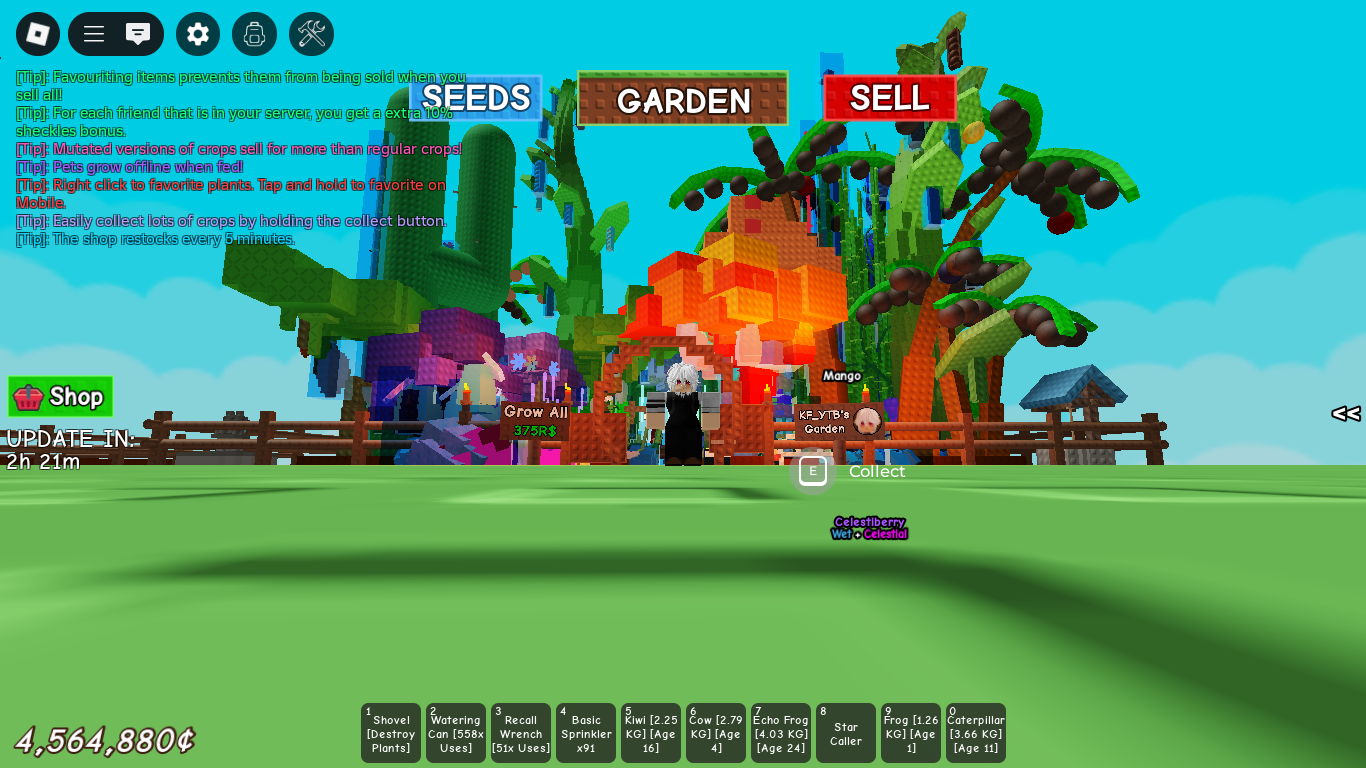 [Tip]: Favouriting items prevents them from being sold when you
sell all!
[Tip]: For each friend that is in your server, you get a extra 10%
sheckles bonus.
[Tip]: Mutated versions of crops sell for more than regular crops!
[Tip]: Pets grow offline when fed!
[Tip]: Right click to favorite plants. Tap and hold to favorite on
Mobile.
[Tip]: Easily collect lots of crops by holding the collect button.
[Tip]: The shop restocks every 5 minutes.
SEEDS
GARDEN
SELL
Mango
Shop
Grow All
375R$
KF_YTB's
Garden
<<
UPDATE IN:
2h 21m
E
Collect
Celestiberry
Wet + Celestial
4,564,880¢
1
Shovel
[Destroy
Plants]
2
Watering
Can [558x
Uses]
3
Recall
Wrench
[51x Uses]
4
Basic
Sprinkler
x91
5
Kiwi [2.25
KG] [Age
16]
6
Cow [2.79
KG] [Age
4]
7
Echo Frog
[4.03 KG]
[Age 24]
8
Star
Caller
9
Frog [1.26
KG] [Age
1]
0
Caterpillar
[3.66 KG]
[Age 11]